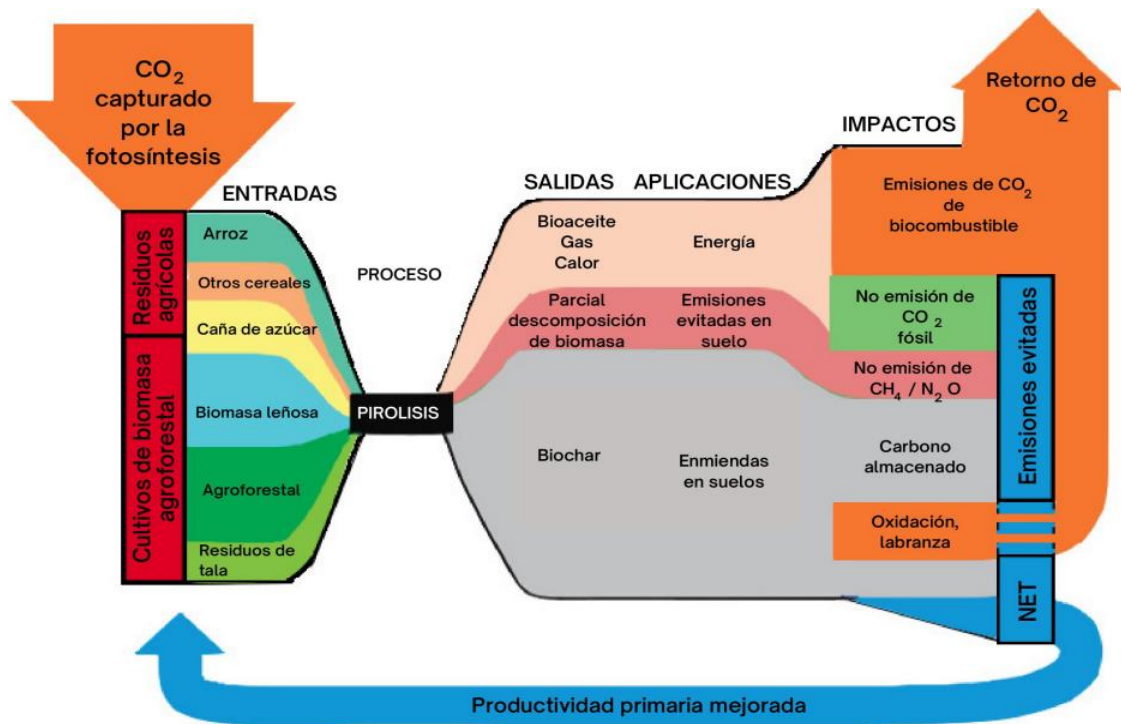 CO2
capturado
por la
fotosíntesis
Retorno de
CO2
ENTRADAS
SALIDAS
APLICACIONES
IMPACTOS
PROCESO
Residuos
agrícolas
Cultivos de biomasa
agroforestal
Arroz
Otros cereales
Caña de azúcar
Biomasa leñosa
Agroforestal
Residuos de
tala
PIROLISIS
Bioaceite
Gas
Calor
Energía
Emisiones de CO2
de
biocombustible
Parcial
descomposición
de biomasa
Emisiones
evitadas en
suelo
No emisión de
CO2
fósil
No emisión de
CH4 / N2O
Biochar
Enmiendas
en suelos
Carbono
almacenado
Oxidación,
labranza
Emisiones evitadas
NET
Productividad primaria mejorada